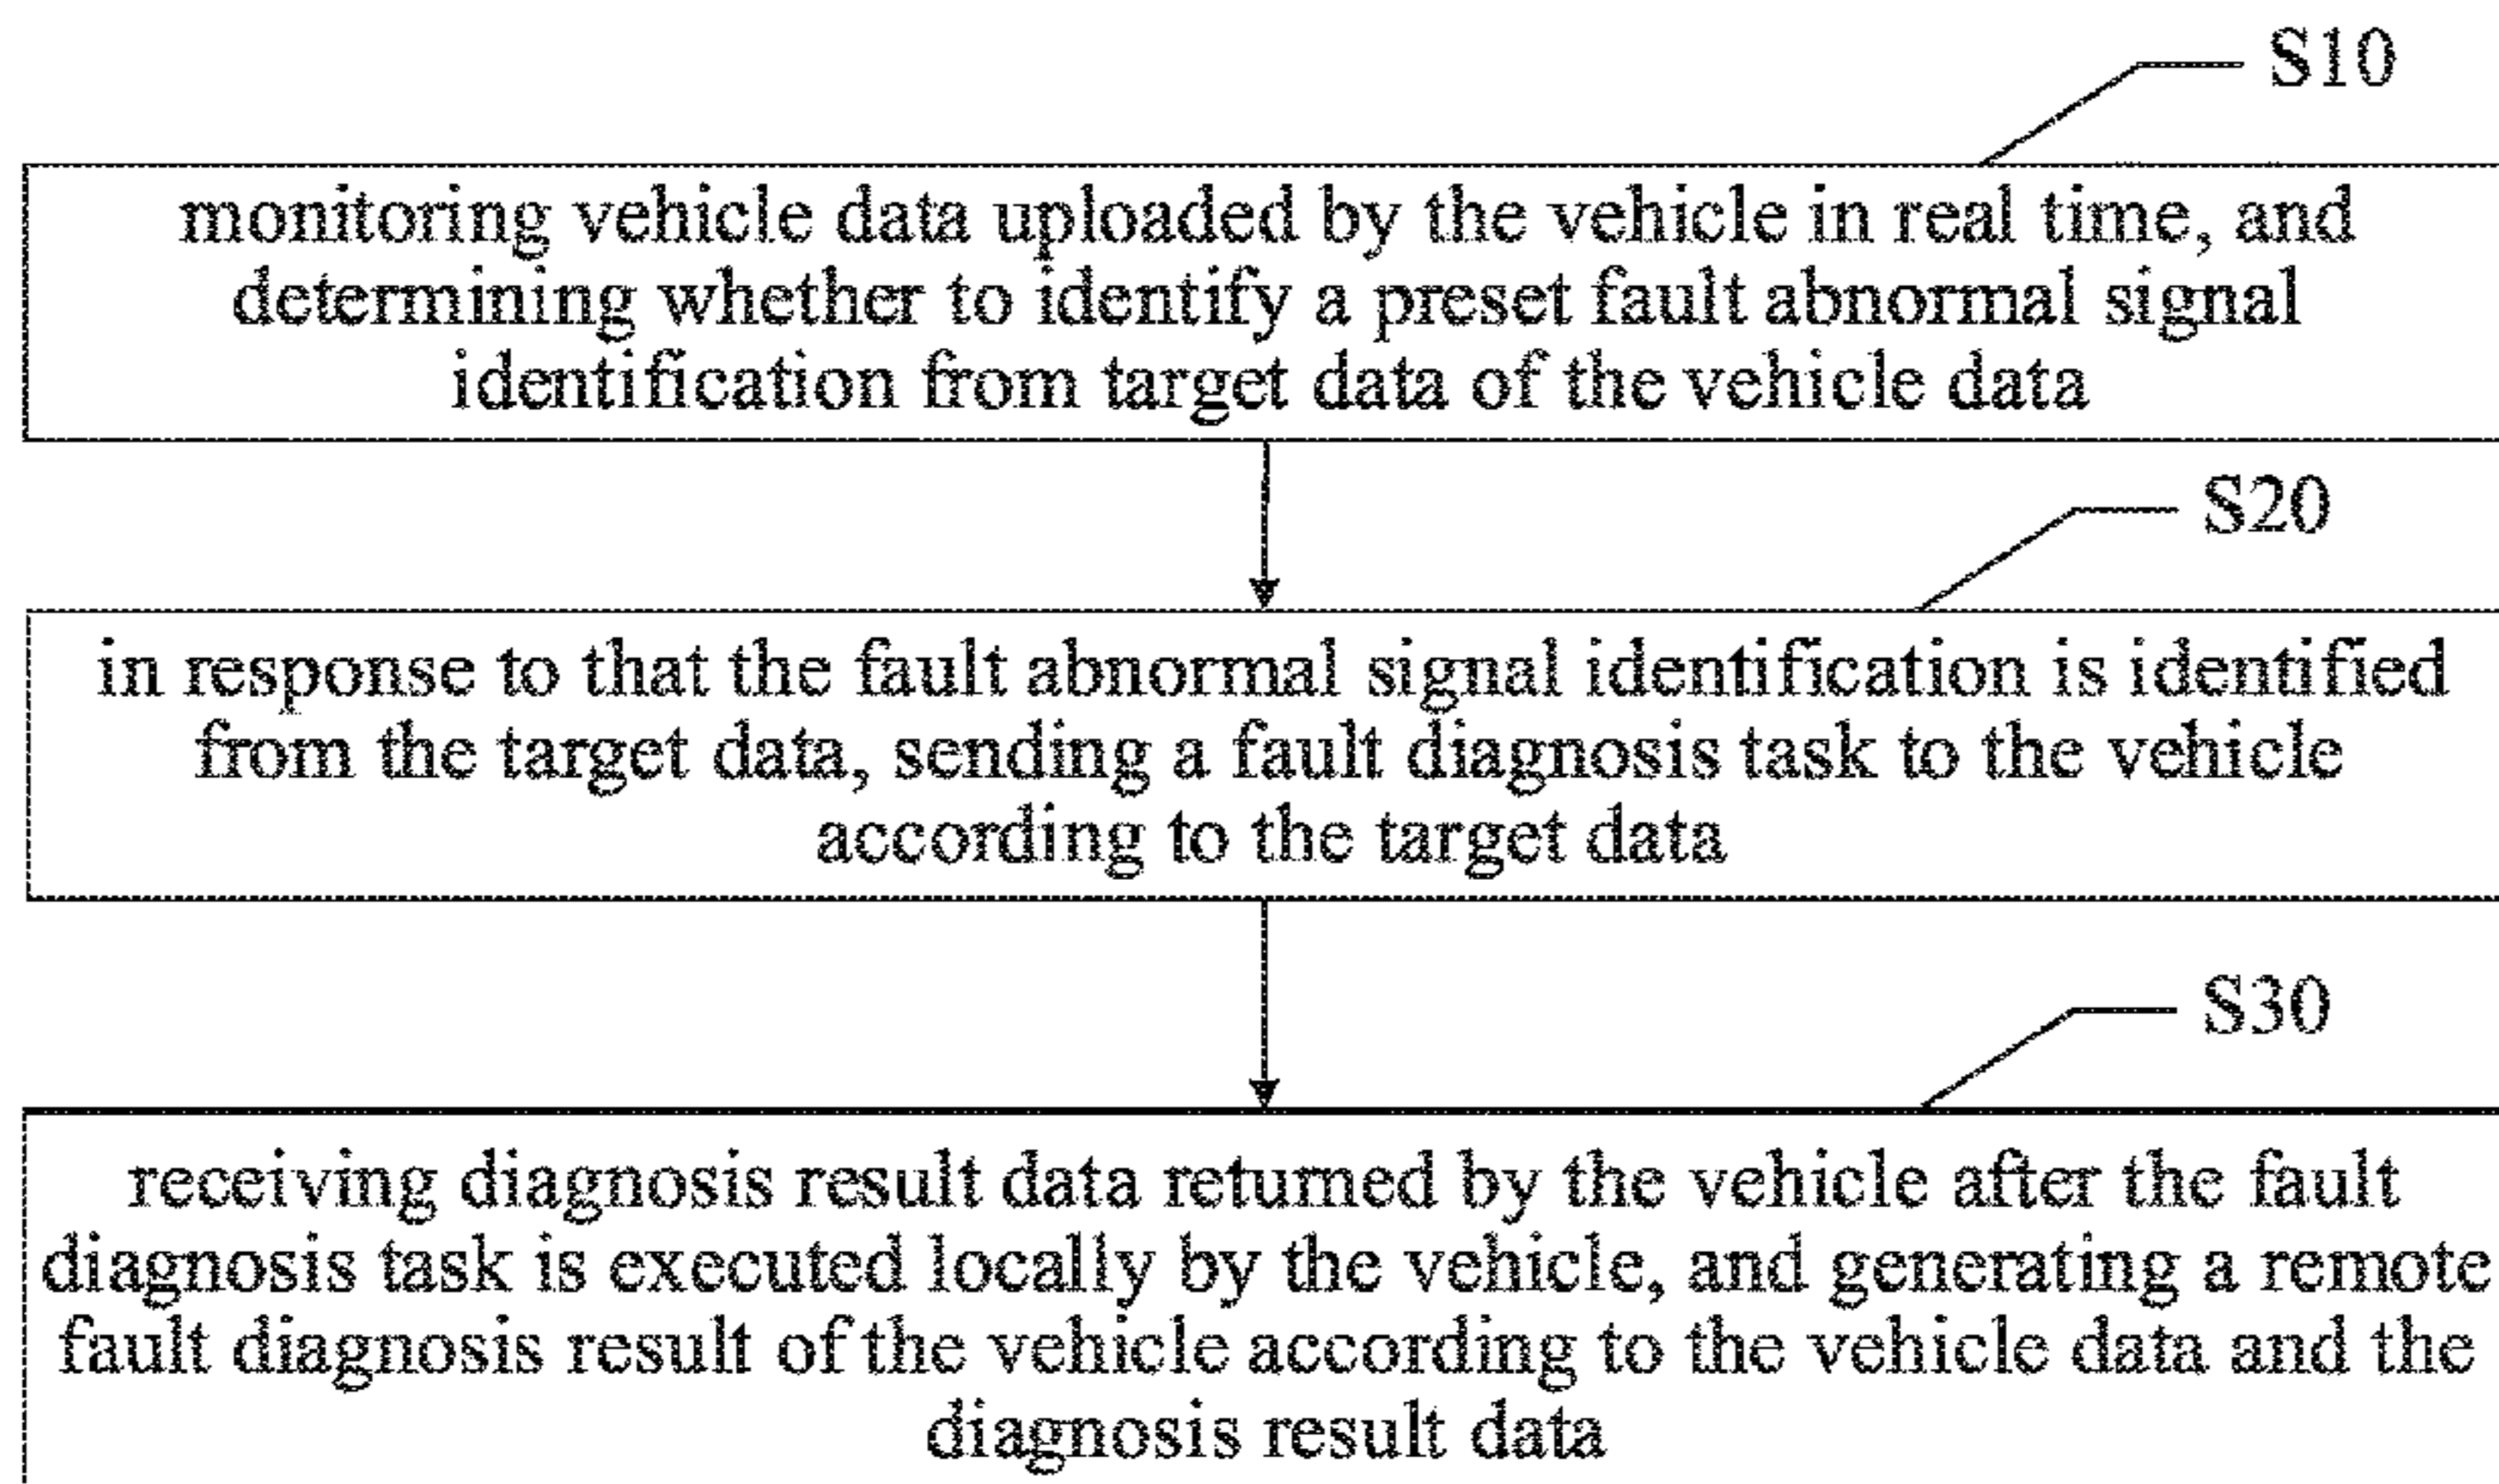 S10
monitoring vehicle data uploaded by the vehicle in real time, and
determining whether to identify a preset fault abnormal signal
identification from target data of the vehicle data
S20
in response to that the fault abnormal signal identification is identified
from the target data, sending a fault diagnosis task to the vehicle
according to the target data
S30
receiving diagnosis result data returned by the vehicle after the fault
diagnosis task is executed locally by the vehicle, and generating a remote
fault diagnosis result of the vehicle according to the vehicle data and the
diagnosis result data